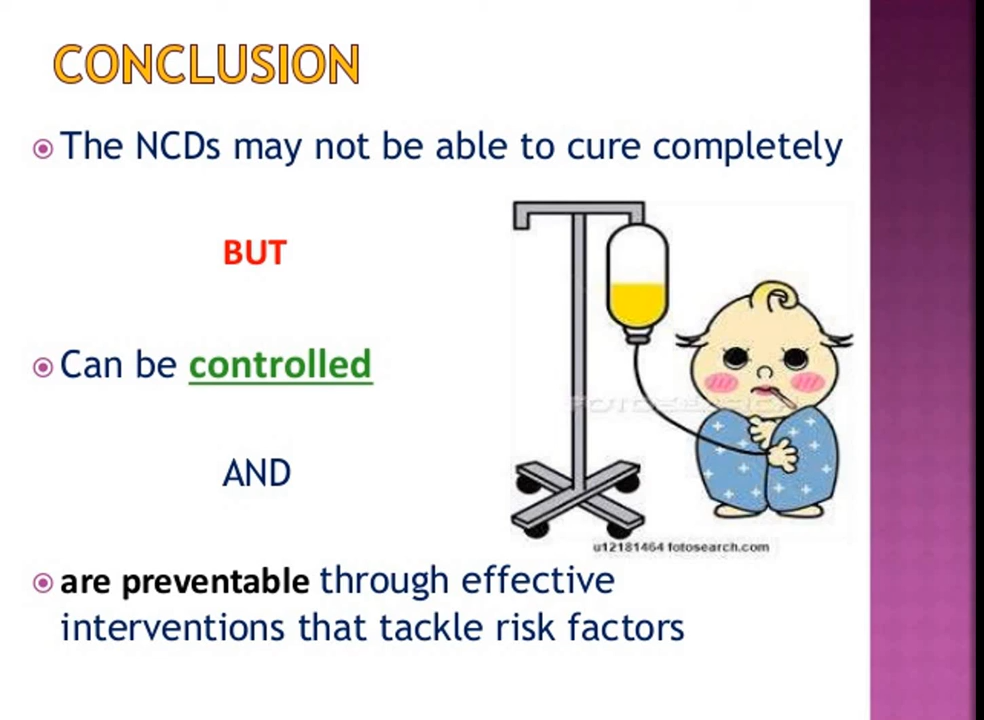 CONCLUSION
The NCDs may not be able to cure completely
BUT
Can be controlled
AND
are preventable through effective
interventions that tackle risk factors
FOTOSEARCH
u12181464 fotosearch.com